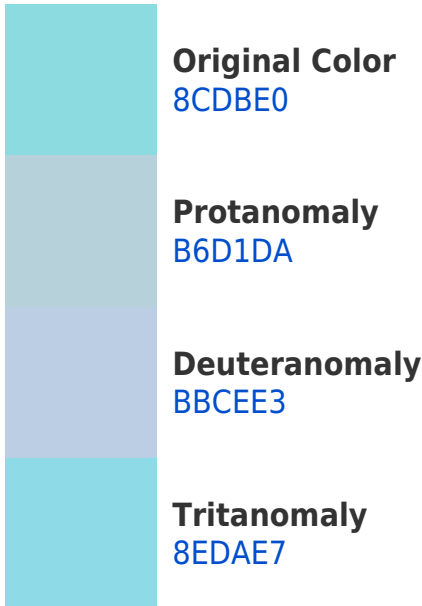 Original Color
8CDBE0
Protanomaly
B6D1DA
Deuteranomaly
BBCEE3
Tritanomaly
8EDAE7